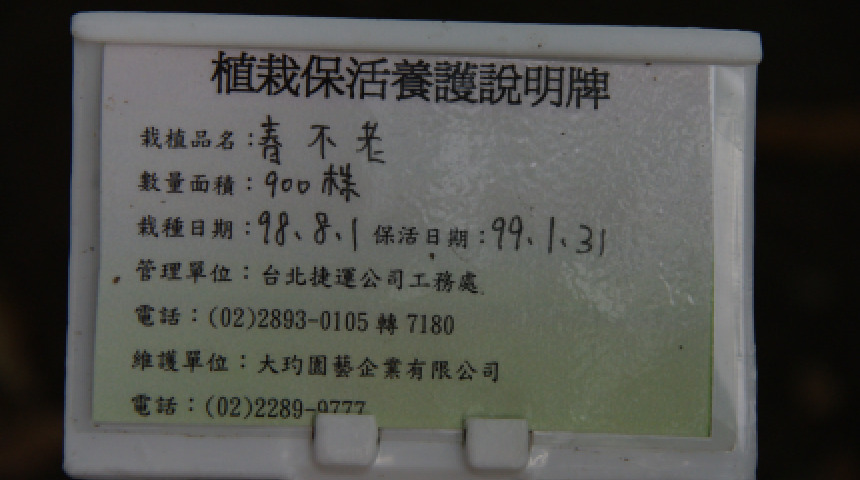 植栽保活養護說明牌
栽植品名：春不老
數量面積：900株
栽種日期：98、8、1 保活日期：99、1、31
管理單位：台北捷運公司工務處
電話：(02)2893-0105 轉 7180
維護單位：大玓園藝企業有限公司
電話：(02)2289-9777